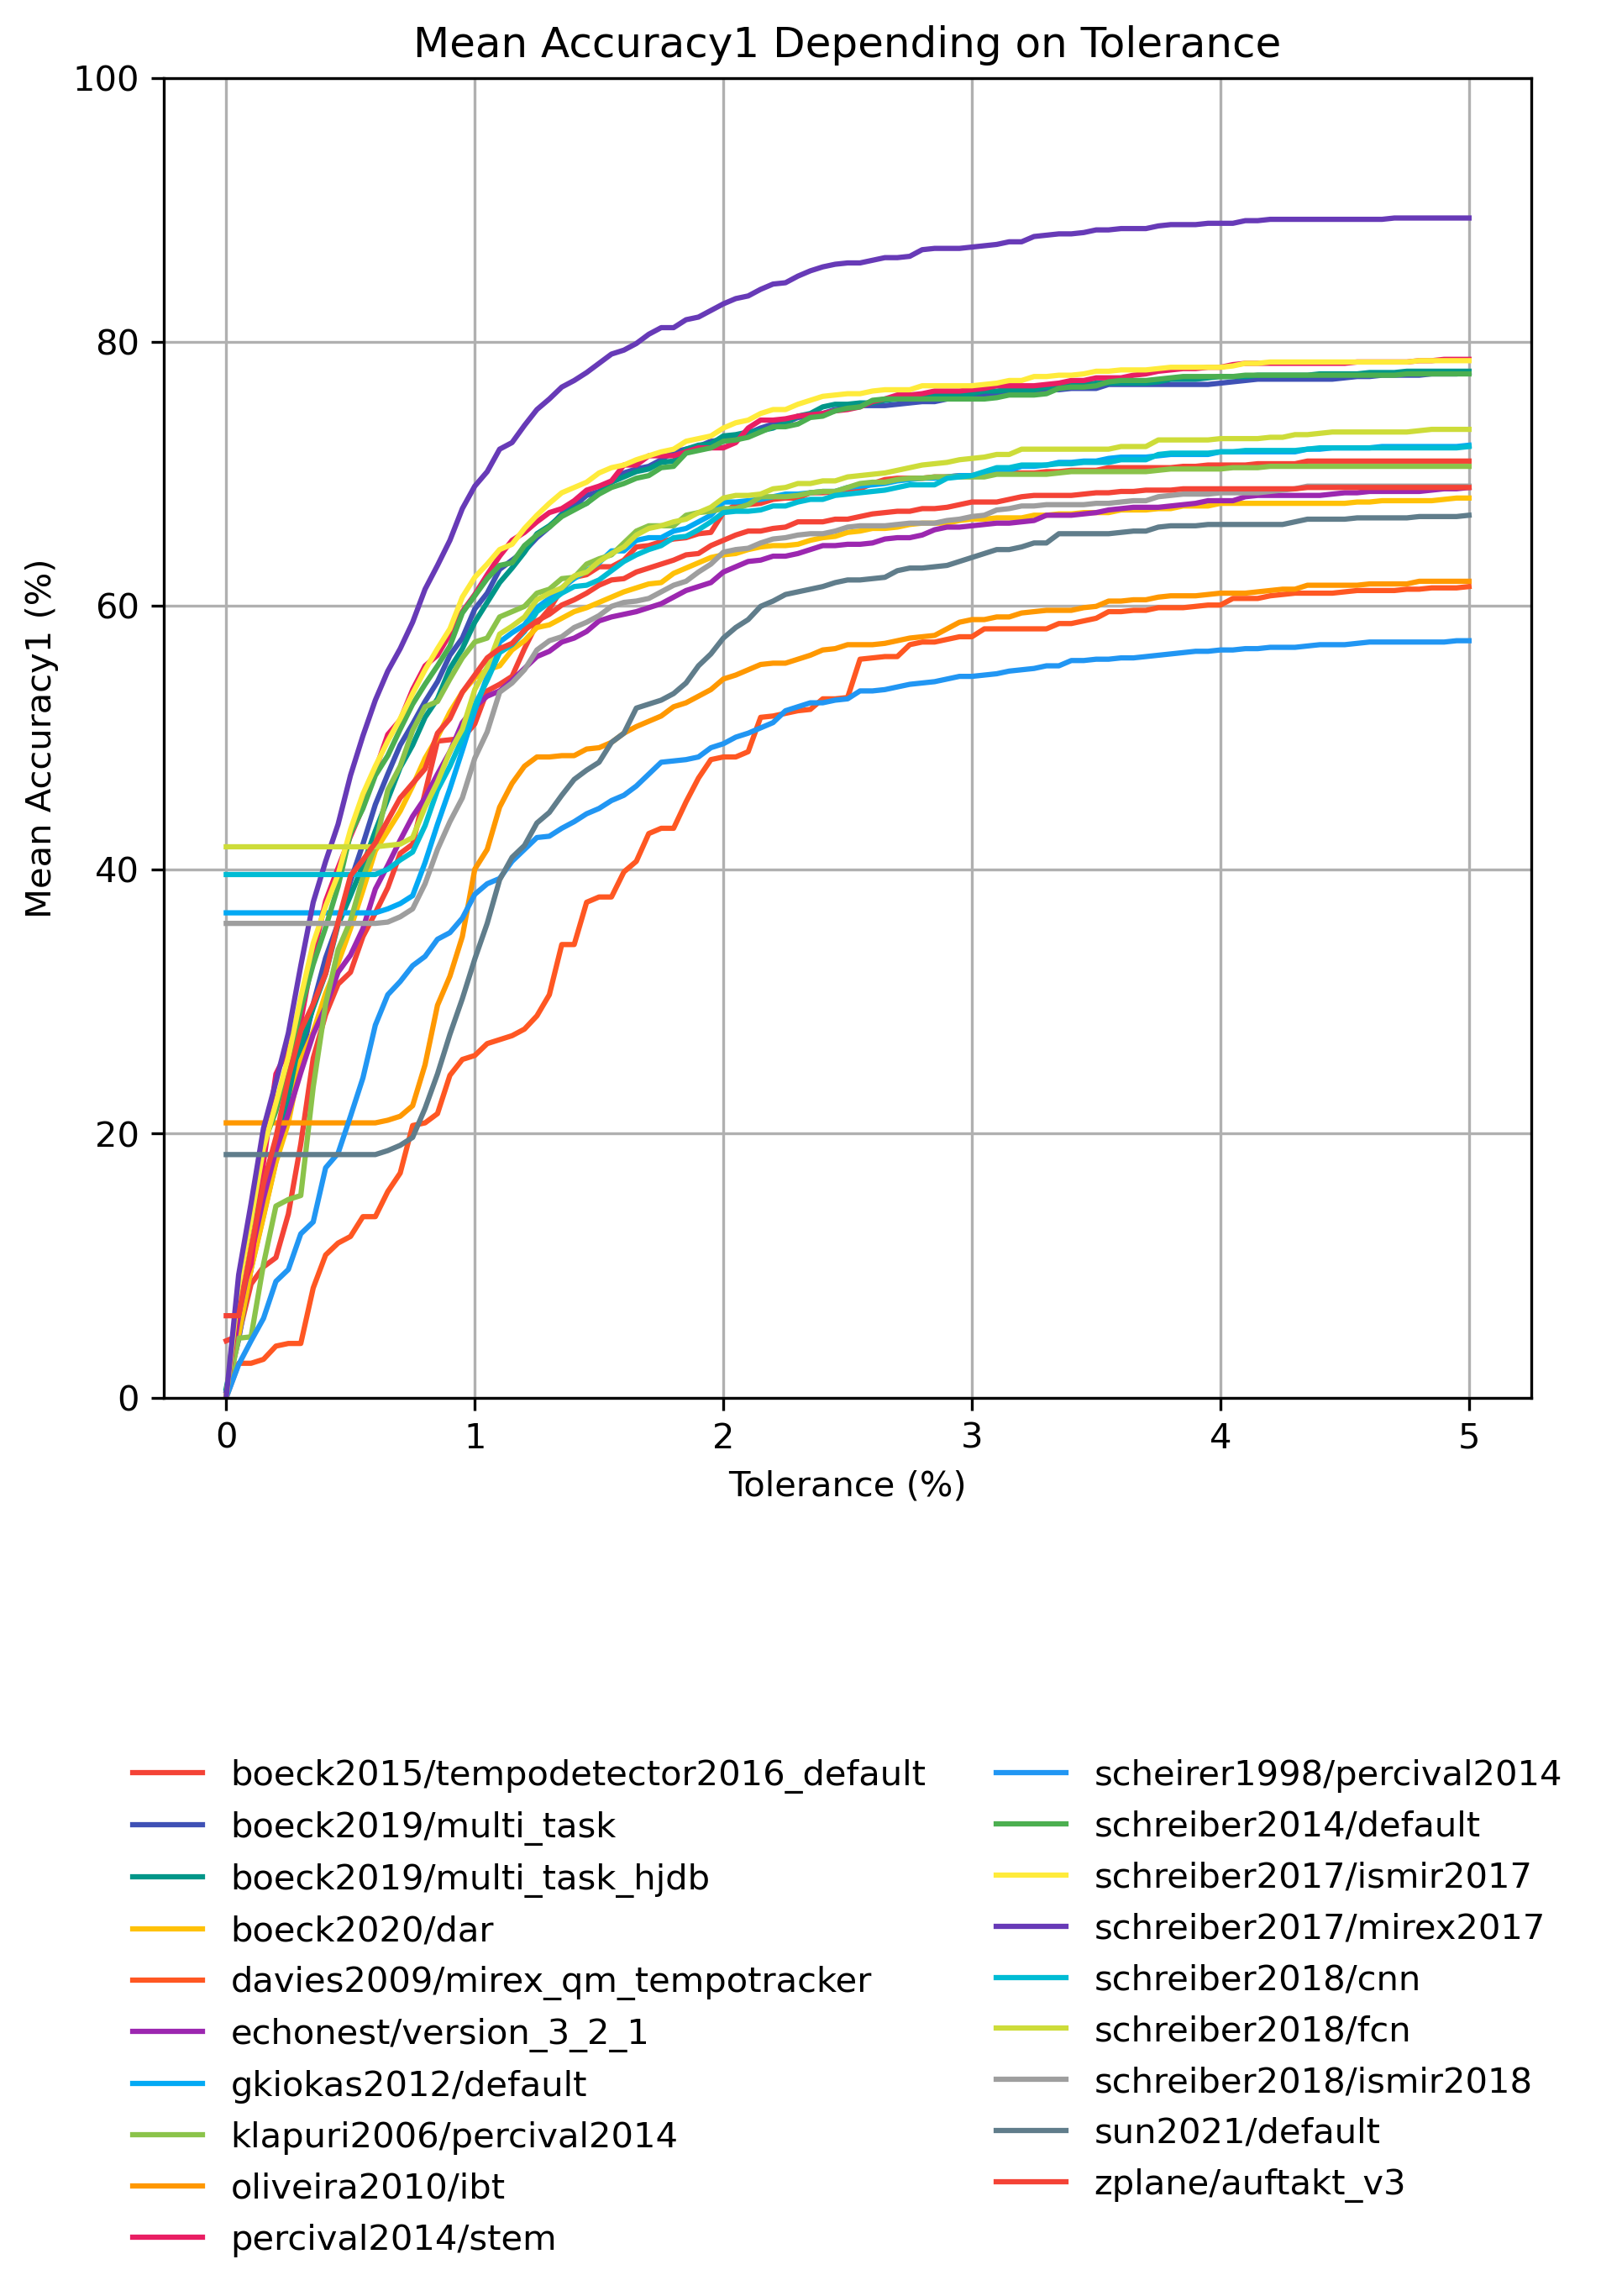 Mean Accuracy1 Depending on Tolerance
100
80
60
40
20
0
Mean Accuracy1 (%)
0 1 2 3 4 5
Tolerance (%)
boeck2015/tempodetector2016_default
boeck2019/multi_task
boeck2019/multi_task_hjdb
boeck2020/dar
davies2009/mirex_qm_tempotracker
echonest/version_3_2_1
gkiokas2012/default
klapuri2006/percival2014
oliveira2010/ibt
percival2014/stem
scheirer1998/percival2014
schreiber2014/default
schreiber2017/ismir2017
schreiber2017/mirex2017
schreiber2018/cnn
schreiber2018/fcn
schreiber2018/ismir2018
sun2021/default
zplane/auftakt_v3